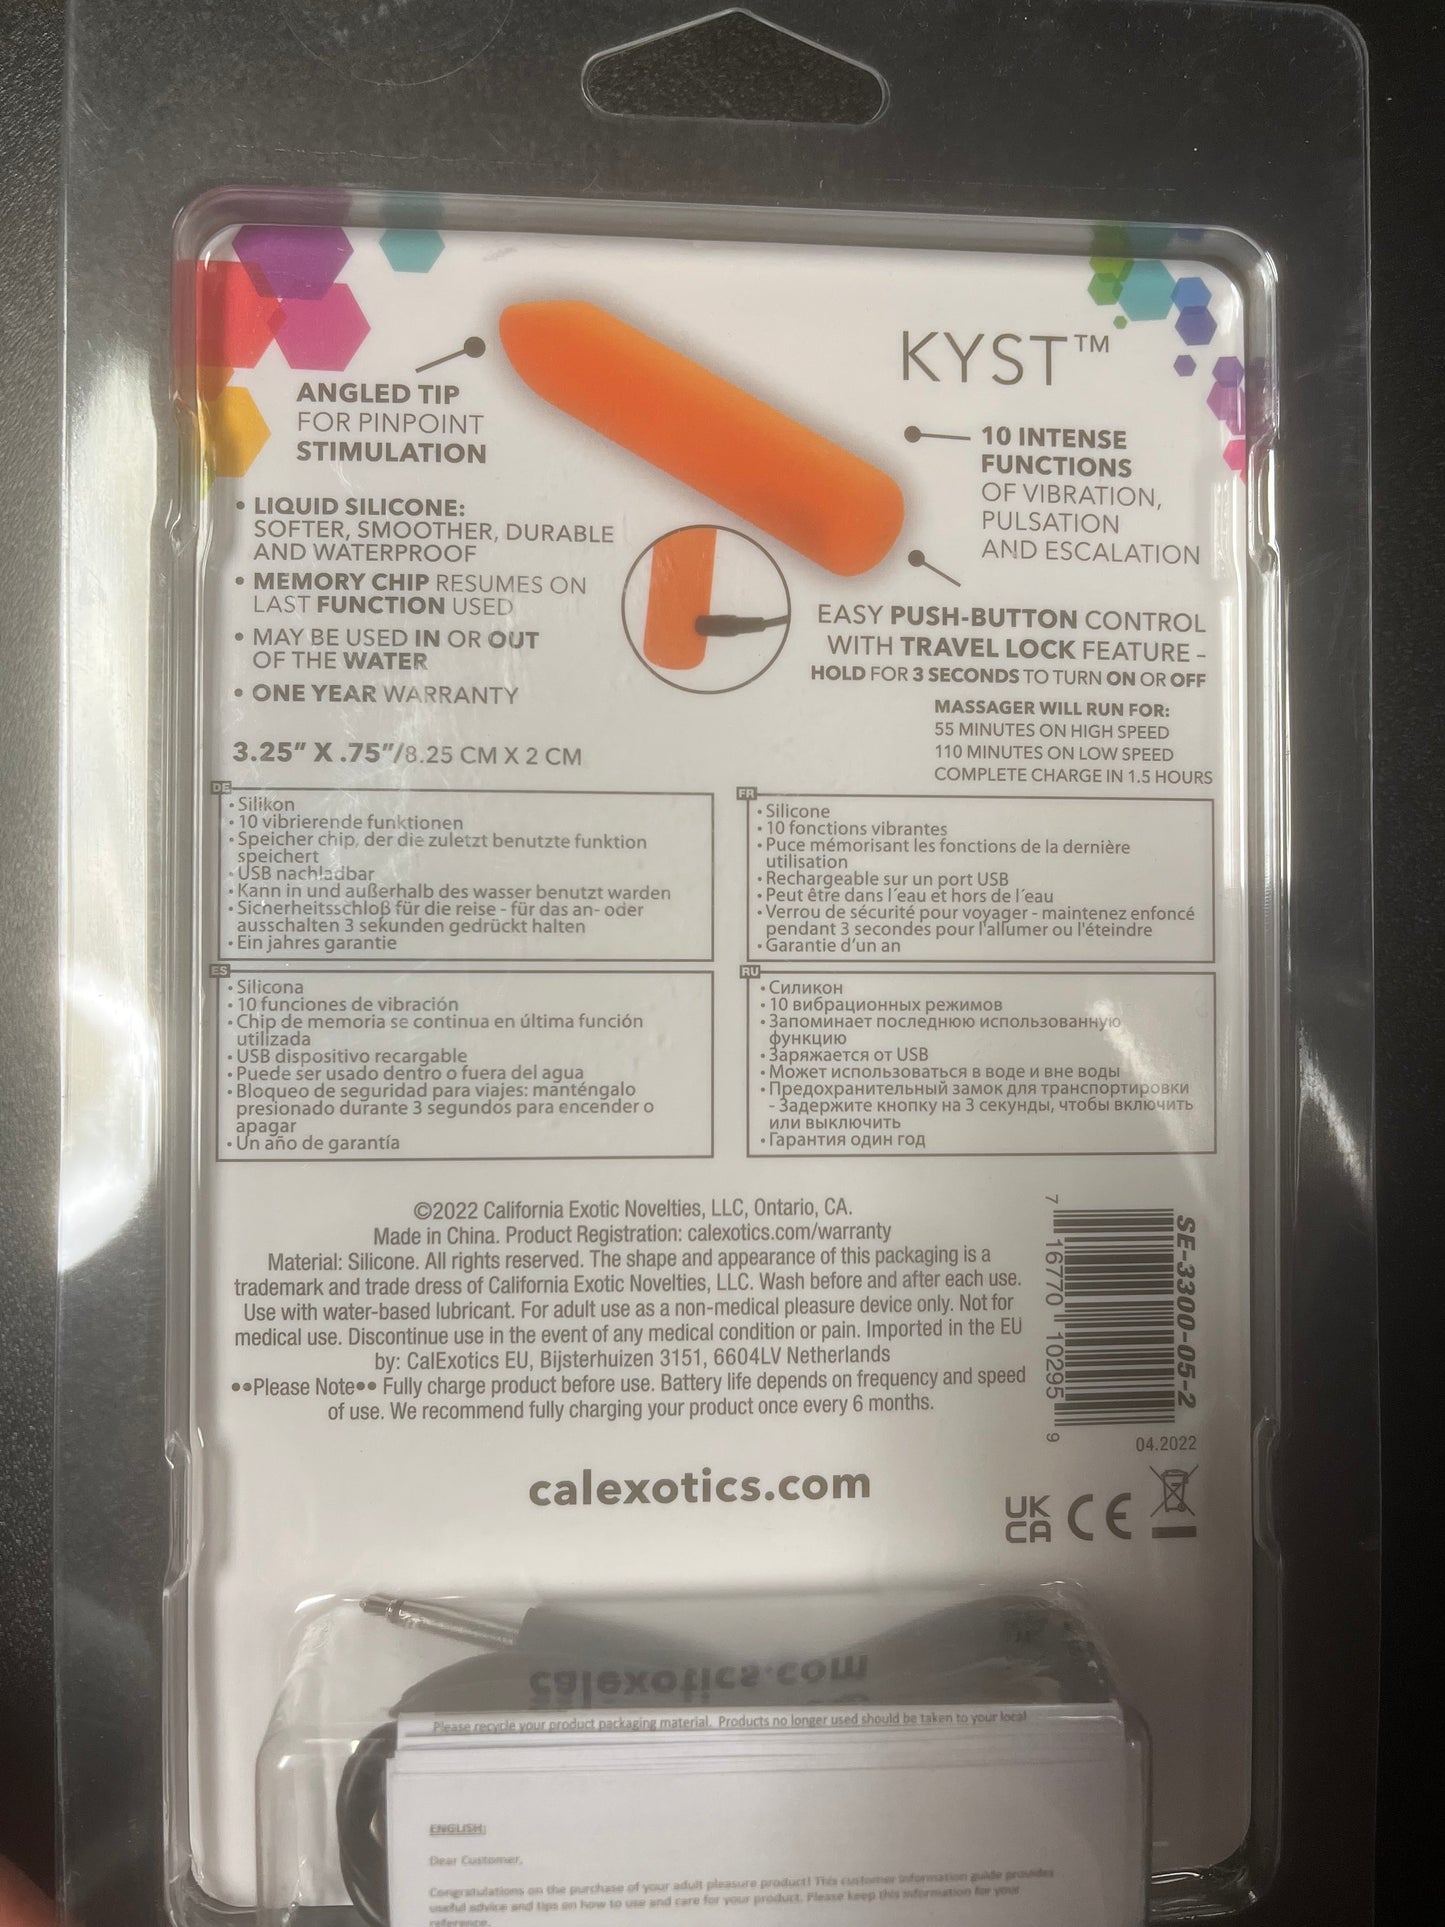 KYST™
ANGLED TIP
FOR PINPOINT
STIMULATION
10 INTENSE
FUNCTIONS
OF VIBRATION,
PULSATION
AND ESCALATION
• LIQUID SILICONE:
SOFTER, SMOOTHER, DURABLE
AND WATERPROOF
• MEMORY CHIP RESUMES ON
LAST FUNCTION USED
• MAY BE USED IN OR OUT
OF THE WATER
• ONE YEAR WARRANTY
EASY PUSH-BUTTON CONTROL
WITH TRAVEL LOCK FEATURE –
HOLD FOR 3 SECONDS TO TURN ON OR OFF
MASSAGER WILL RUN FOR:
55 MINUTES ON HIGH SPEED
110 MINUTES ON LOW SPEED
COMPLETE CHARGE IN 1.5 HOURS
3.25" X .75"/8.25 CM X 2 CM
DE
• Silikon
• 10 vibrierende funktionen
• Speicher chip, der die zuletzt benutzte funktion
speichert
• USB nachladbar
• Kann in und außerhalb des wasser benutzt warden
• Sicherheitsschloß für die reise - für das an- oder
ausschalten 3 sekunden gedrückt halten
• Ein jahres garantie
FR
• Silicone
• 10 fonctions vibrantes
• Puce mémorisant les fonctions de la dernière
utilisation
• Rechargeable sur un port USB
• Peut être dans l´eau et hors de l´eau
• Verrou de sécurité pour voyager - maintenez enfoncé
pendant 3 secondes pour l'allumer ou l'éteindre
• Garantie d'un an
ES
• Silicona
• 10 funciones de vibración
• Chip de memoria se continua en última función
utilizada
• USB dispositivo recargable
• Puede ser usado dentro o fuera del agua
• Bloqueo de seguridad para viajes: manténgalo
presionado durante 3 segundos para encender o
apagar
• Un año de garantía
RU
• Силикон
• 10 вибрационных режимов
• Запоминает последнюю использованную
функцию
• Заряжается от USB
• Может использоваться в воде и вне воды
• Предохранительный замок для транспортировки
- Задержите кнопку на 3 секунды, чтобы включить
или выключить
• Гарантия один год
©2022 California Exotic Novelties, LLC, Ontario, CA.
Made in China. Product Registration: calexotics.com/warranty
Material: Silicone. All rights reserved. The shape and appearance of this packaging is a
trademark and trade dress of California Exotic Novelties, LLC. Wash before and after each use.
Use with water-based lubricant. For adult use as a non-medical pleasure device only. Not for
medical use. Discontinue use in the event of any medical condition or pain. Imported in the EU
by: CalExotics EU, Bijsterhuizen 3151, 6604LV Netherlands
••Please Note•• Fully charge product before use. Battery life depends on frequency and speed
of use. We recommend fully charging your product once every 6 months.
7 16770 10295 9
SE-3300-05-2
04.2022
calexotics.com
UK
CA CE
calexotics.com
Please recycle your product packaging material. Products no longer used should be taken to your local
ENGLISH:
Dear Customer,
Congratulations on the purchase of your adult pleasure product! This customer information guide provides
useful advice and tips on how to use and care for your product. Please keep this information for your
reference.